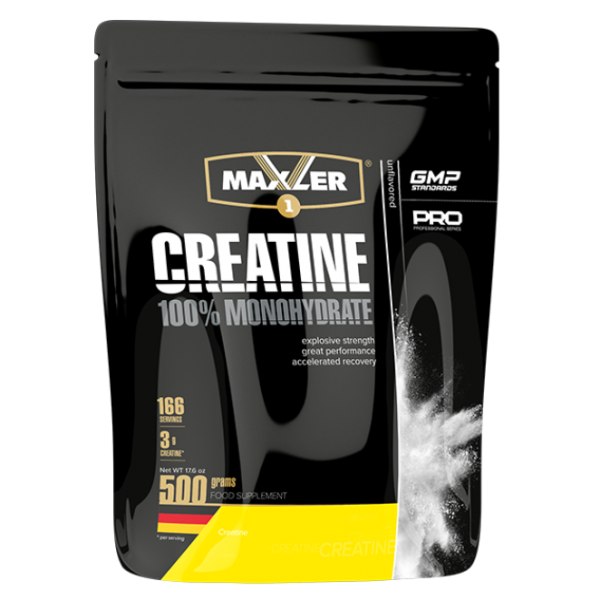 MAXLER®
1
CREATINE
100% MONOHYDRATE
explosive strength
great performance
accelerated recovery
unflavored
GMP
STANDARDS
PRO
PROFESSIONAL SERIES
166
SERVINGS
3 g
CREATINE*
Net WT 17.6 oz
500 grams
FOOD SUPPLEMENT
* per serving
Creatine
CREATINE